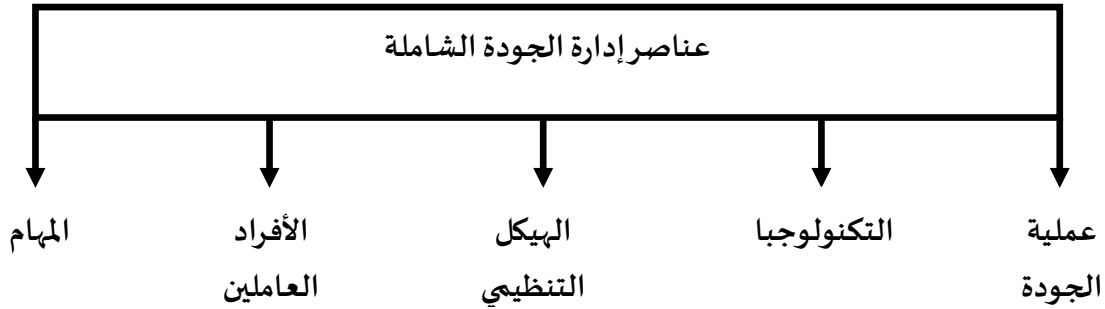 عناصر إدارة الجودة الشاملة
عملية
الجودة
التكنولوجبا
الهيكل
التنظيمي
الأفراد
العاملين
المهام